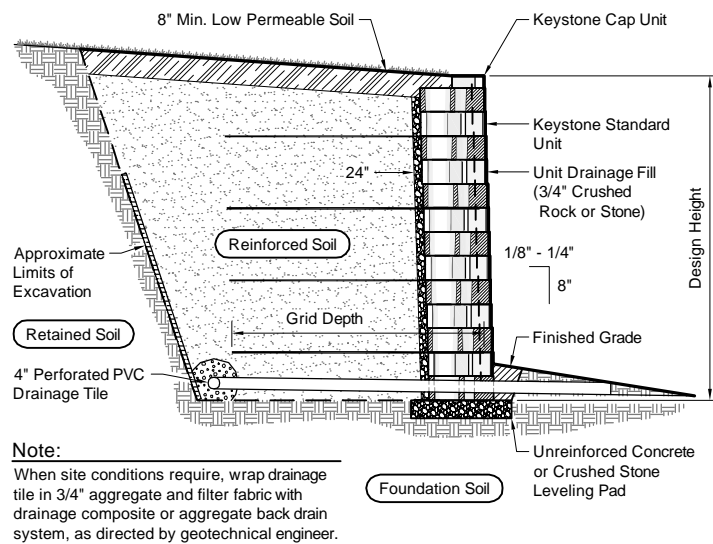 8" Min. Low Permeable Soil
Keystone Cap Unit
Keystone Standard
Unit
24"
Unit Drainage Fill
(3/4" Crushed
Rock or Stone)
Design Height
Reinforced Soil
Approximate
Limits of
Excavation
1/8" - 1/4"
8"
Grid Depth
Retained Soil
Finished Grade
4" Perforated PVC
Drainage Tile
Note:
When site conditions require, wrap drainage
tile in 3/4" aggregate and filter fabric with
drainage composite or aggregate back drain
system, as directed by geotechnical engineer.
Foundation Soil
Unreinforced Concrete
or Crushed Stone
Leveling Pad